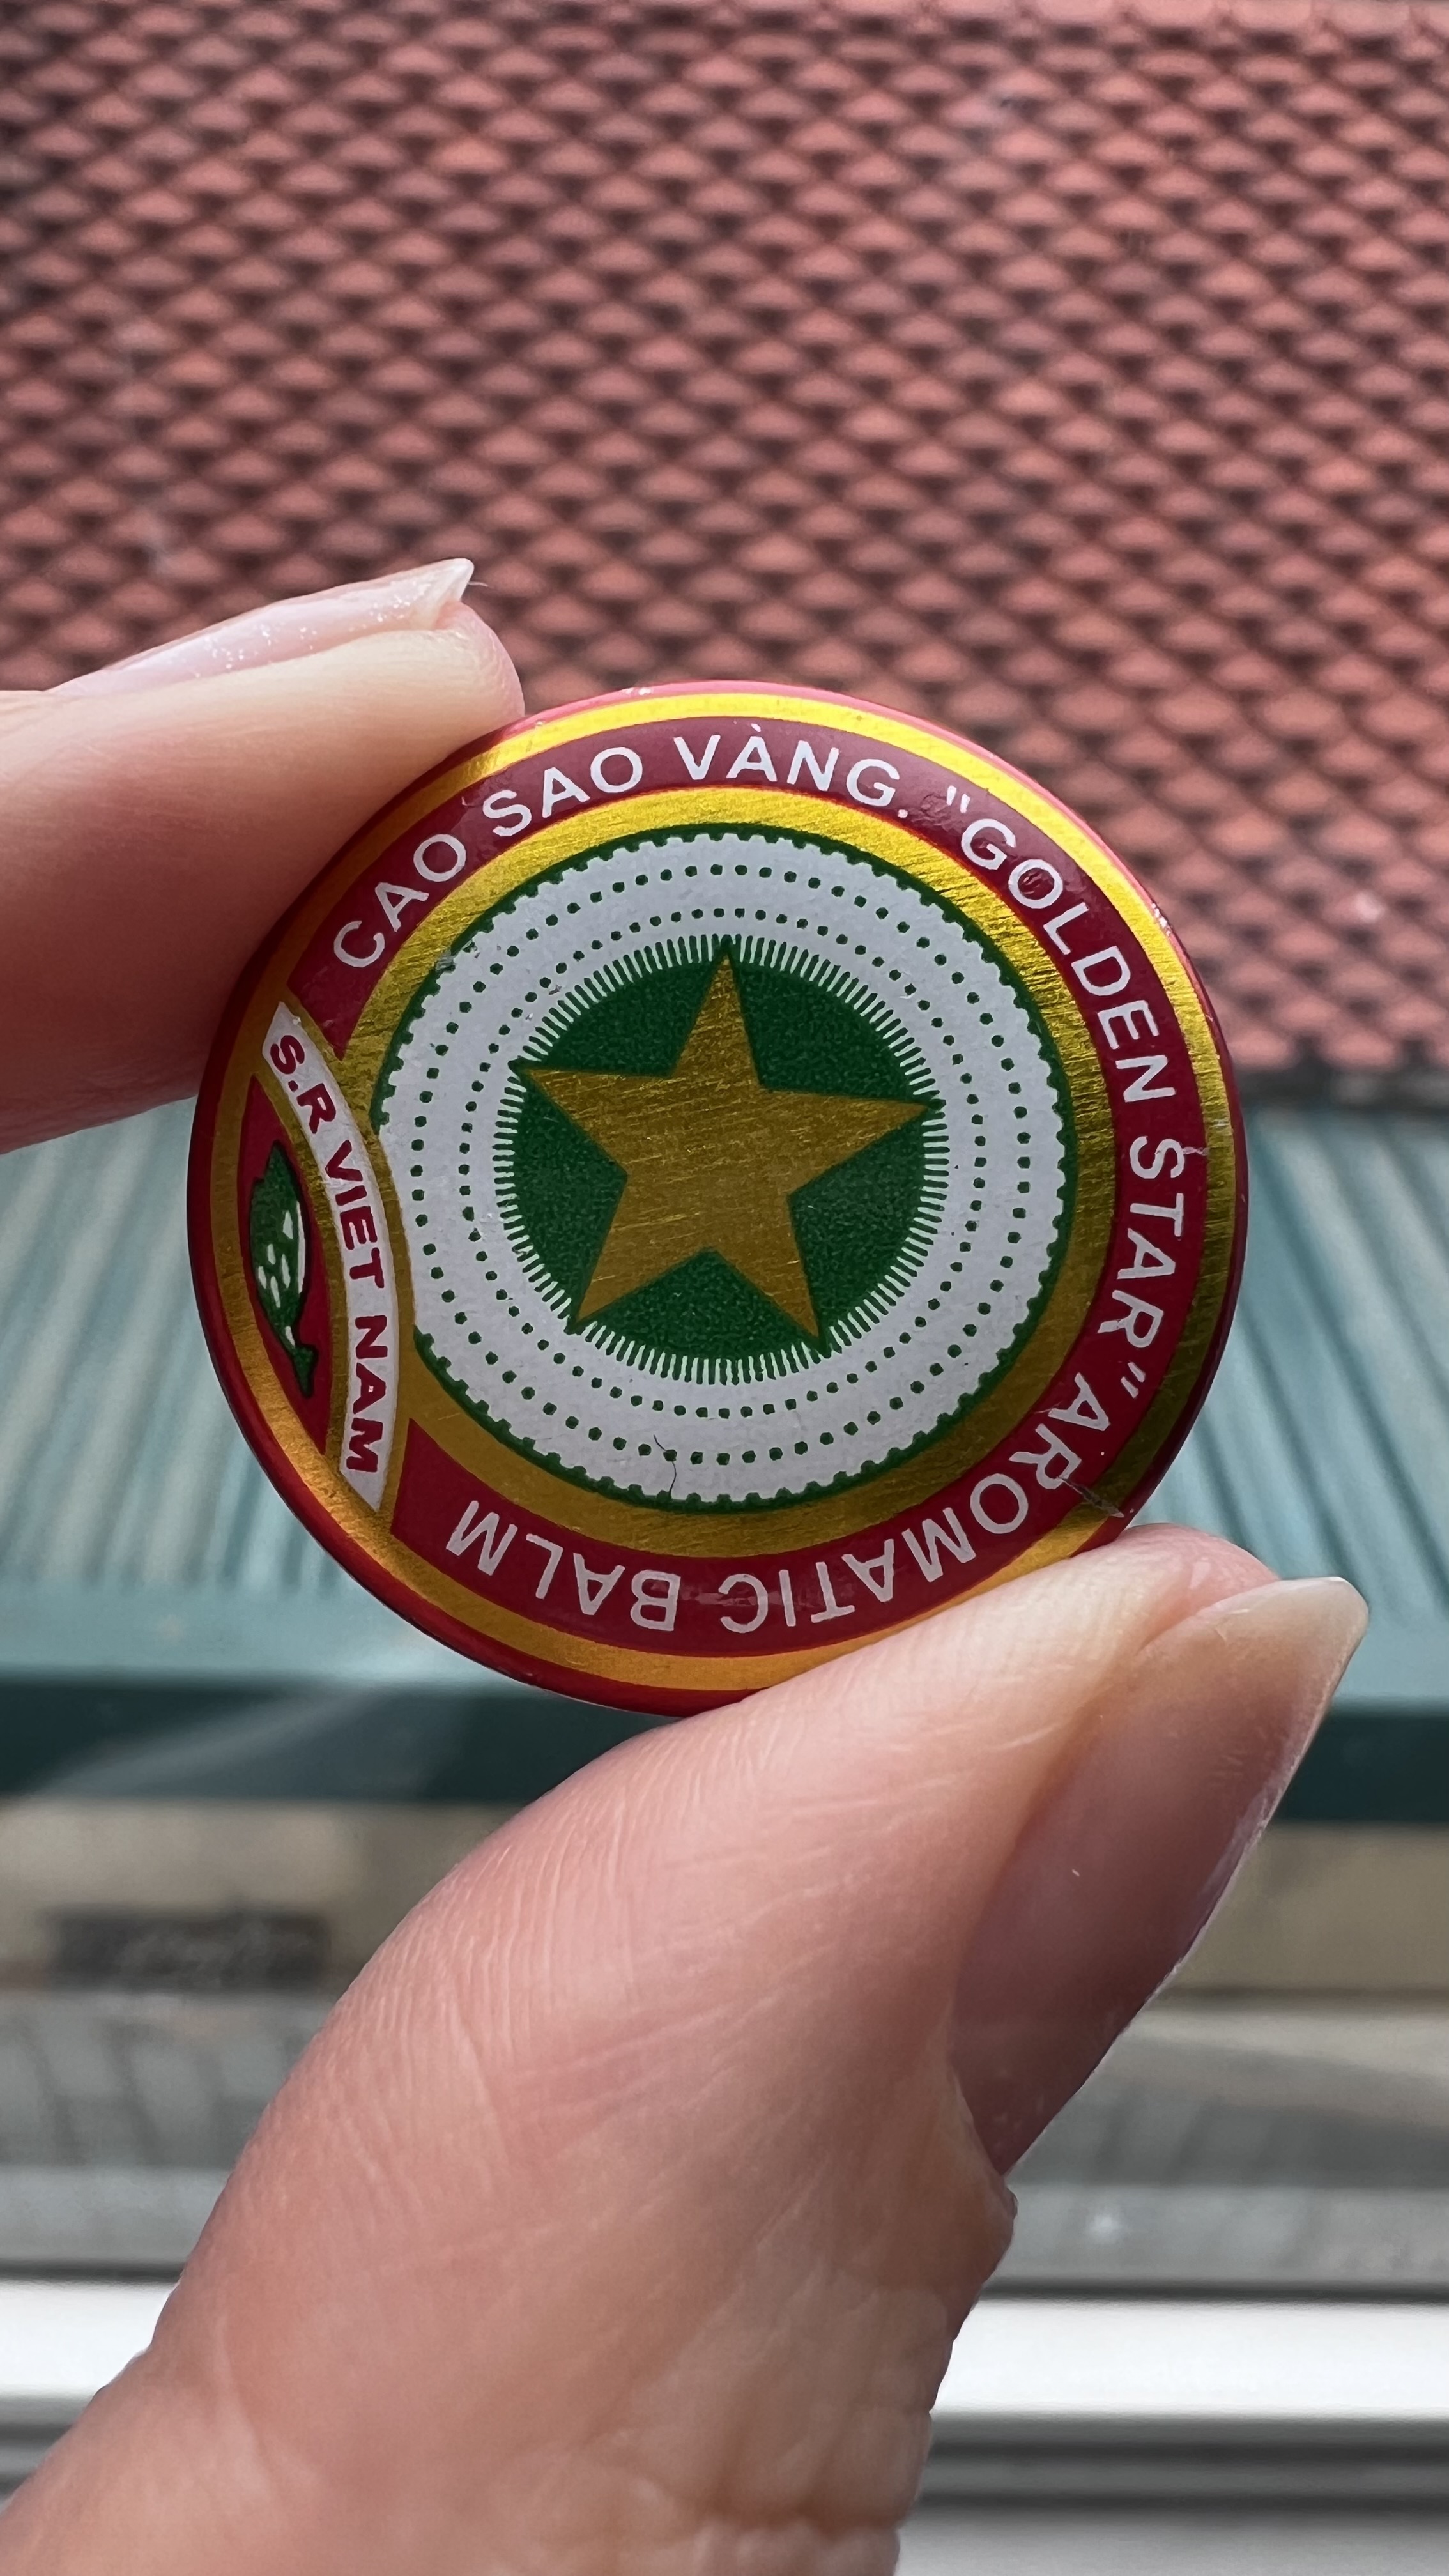 CAO SAO VÀNG. "GOLDEN STAR" AROMATIC BALM
S.R VIET NAM